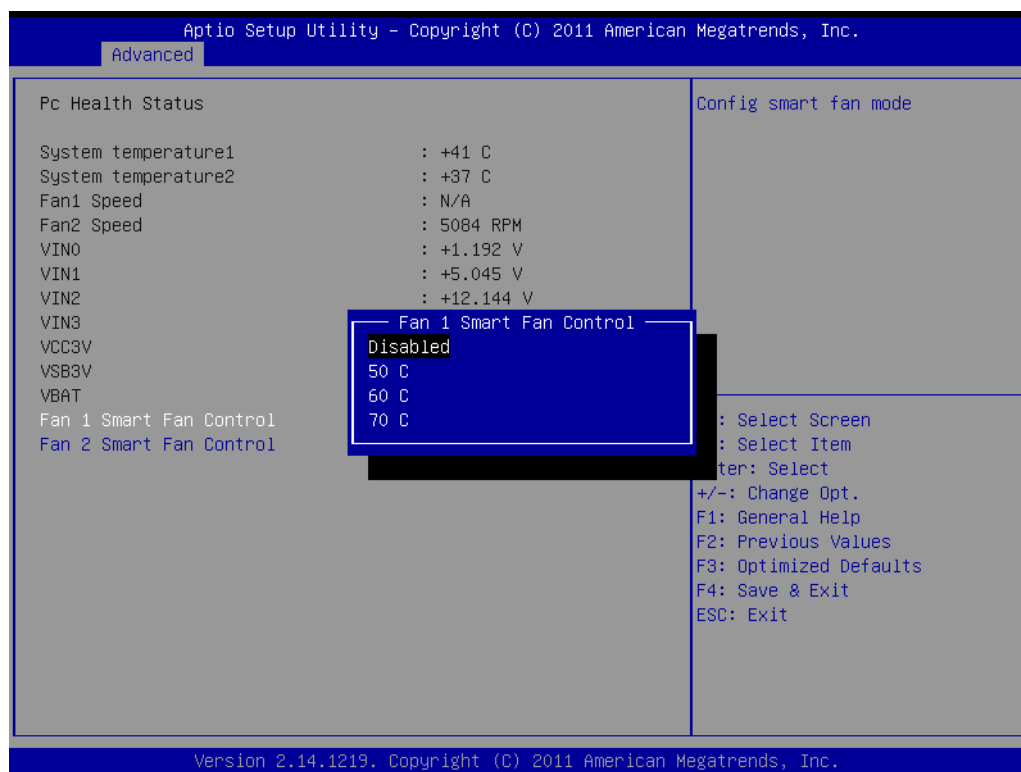 Aptio Setup Utility – Copyright (C) 2011 American Megatrends, Inc.
Advanced
Pc Health Status
Config smart fan mode
System temperature1 : +41 C
System temperature2 : +37 C
Fan1 Speed : N/A
Fan2 Speed : 5084 RPM
VIN0 : +1.192 V
VIN1 : +5.045 V
VIN2 : +12.144 V
VIN3
VCC3V
VSB3V
VBAT
Fan 1 Smart Fan Control
Fan 2 Smart Fan Control
Fan 1 Smart Fan Control
Disabled
50 C
60 C
70 C
: Select Screen
: Select Item
ter: Select
+/-: Change Opt.
F1: General Help
F2: Previous Values
F3: Optimized Defaults
F4: Save & Exit
ESC: Exit
Version 2.14.1219. Copyright (C) 2011 American Megatrends, Inc.